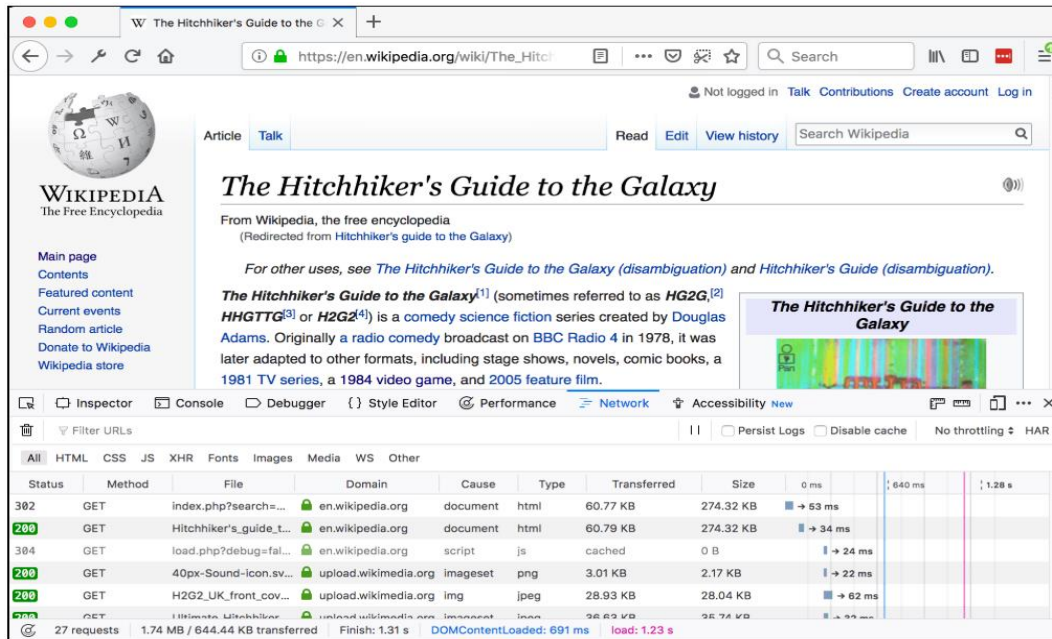 W The Hitchhiker's Guide to the G
https://en.wikipedia.org/wiki/The_Hitch
Search
Not logged in Talk Contributions Create account Log in
Article Talk Read Edit View history Search Wikipedia
WIKIPEDIA
The Free Encyclopedia
The Hitchhiker's Guide to the Galaxy
From Wikipedia, the free encyclopedia
(Redirected from Hitchhiker's guide to the Galaxy)
Main page
Contents
Featured content
Current events
Random article
Donate to Wikipedia
Wikipedia store
For other uses, see The Hitchhiker's Guide to the Galaxy (disambiguation) and Hitchhiker's Guide (disambiguation).
The Hitchhiker's Guide to the Galaxy[1] (sometimes referred to as HG2G,[2]
HHGTTG[3] or H2G2[4]) is a comedy science fiction series created by Douglas
Adams. Originally a radio comedy broadcast on BBC Radio 4 in 1978, it was
later adapted to other formats, including stage shows, novels, comic books, a
1981 TV series, a 1984 video game, and 2005 feature film.
The Hitchhiker's Guide to the
Galaxy
Pan
Inspector Console Debugger {} Style Editor Performance Network Accessibility New
Filter URLs Persist Logs Disable cache No throttling HAR
All HTML CSS JS XHR Fonts Images Media WS Other
Status Method File Domain Cause Type Transferred Size 0 ms 640 ms 1.28 s
302 GET index.php?search=... en.wikipedia.org document html 60.77 KB 274.32 KB → 53 ms
200 GET Hitchhiker's_guide_t... en.wikipedia.org document html 60.79 KB 274.32 KB → 34 ms
304 GET load.php?debug=fal... en.wikipedia.org script js cached 0 B → 24 ms
200 GET 40px-Sound-icon.sv... upload.wikimedia.org imageset png 3.01 KB 2.17 KB → 22 ms
200 GET H2G2_UK_front_cov... upload.wikimedia.org img jpeg 28.93 KB 28.04 KB → 62 ms
200 GET Ultimate_Hitchhiker... upload.wikimedia.org imageset jpeg 36.63 KB 35.74 KB
27 requests 1.74 MB / 644.44 KB transferred Finish: 1.31 s DOMContentLoaded: 691 ms load: 1.23 s